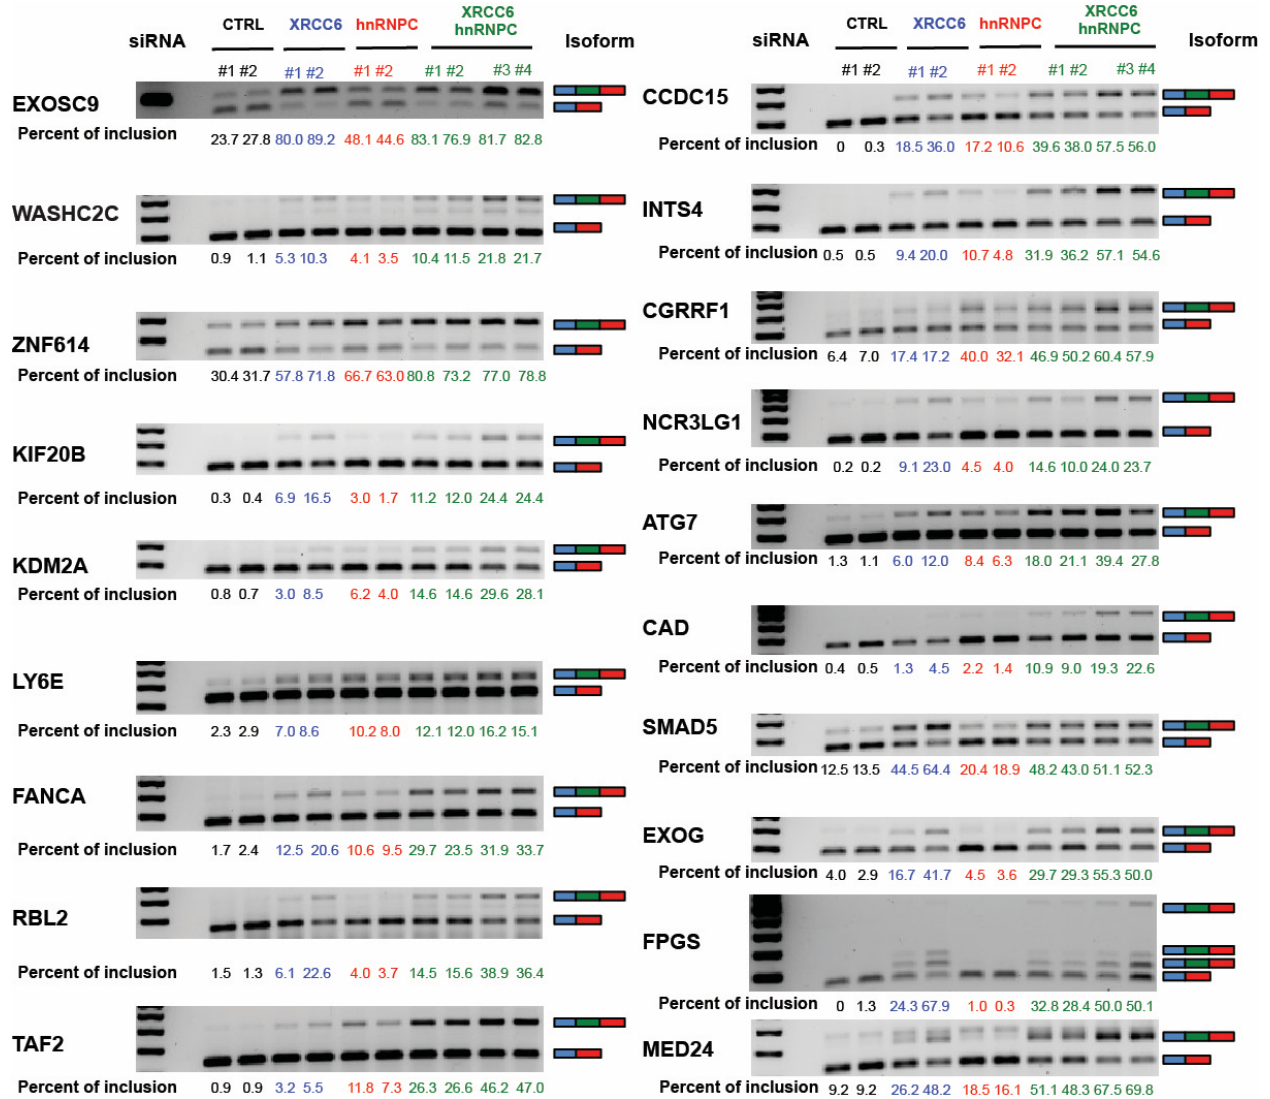 siRNA CTRL XRCC6 hnRNPC XRCC6 hnRNPC Isoform
#1 #2 #1 #2 #1 #2 #1 #2 #3 #4
EXOSC9
Percent of inclusion 23.7 27.8 80.0 89.2 48.1 44.6 83.1 76.9 81.7 82.8
WASHC2C
Percent of inclusion 0.9 1.1 5.3 10.3 4.1 3.5 10.4 11.5 21.8 21.7
ZNF614
Percent of inclusion 30.4 31.7 57.8 71.8 66.7 63.0 80.8 73.2 77.0 78.8
KIF20B
Percent of inclusion 0.3 0.4 6.9 16.5 3.0 1.7 11.2 12.0 24.4 24.4
KDM2A
Percent of inclusion 0.8 0.7 3.0 8.5 6.2 4.0 14.6 14.6 29.6 28.1
LY6E
Percent of inclusion 2.3 2.9 7.0 8.6 10.2 8.0 12.1 12.0 16.2 15.1
FANCA
Percent of inclusion 1.7 2.4 12.5 20.6 10.6 9.5 29.7 23.5 31.9 33.7
RBL2
Percent of inclusion 1.5 1.3 6.1 22.6 4.0 3.7 14.5 15.6 38.9 36.4
TAF2
Percent of inclusion 0.9 0.9 3.2 5.5 11.8 7.3 26.3 26.6 46.2 47.0
siRNA CTRL XRCC6 hnRNPC XRCC6 hnRNPC Isoform
#1 #2 #1 #2 #1 #2 #1 #2 #3 #4
CCDC15
Percent of inclusion 0 0.3 18.5 36.0 17.2 10.6 39.6 38.0 57.5 56.0
INTS4
Percent of inclusion 0.5 0.5 9.4 20.0 10.7 4.8 31.9 36.2 57.1 54.6
CGRRF1
Percent of inclusion 6.4 7.0 17.4 17.2 40.0 32.1 46.9 50.2 60.4 57.9
NCR3LG1
Percent of inclusion 0.2 0.2 9.1 23.0 4.5 4.0 14.6 10.0 24.0 23.7
ATG7
Percent of inclusion 1.3 1.1 6.0 12.0 8.4 6.3 18.0 21.1 39.4 27.8
CAD
Percent of inclusion 0.4 0.5 1.3 4.5 2.2 1.4 10.9 9.0 19.3 22.6
SMAD5
Percent of inclusion 12.5 13.5 44.5 64.4 20.4 18.9 48.2 43.0 51.1 52.3
EXOG
Percent of inclusion 4.0 2.9 16.7 41.7 4.5 3.6 29.7 29.3 55.3 50.0
FPGS
Percent of inclusion 0 1.3 24.3 67.9 1.0 0.3 32.8 28.4 50.0 50.1
MED24
Percent of inclusion 9.2 9.2 26.2 48.2 18.5 16.1 51.1 48.3 67.5 69.8